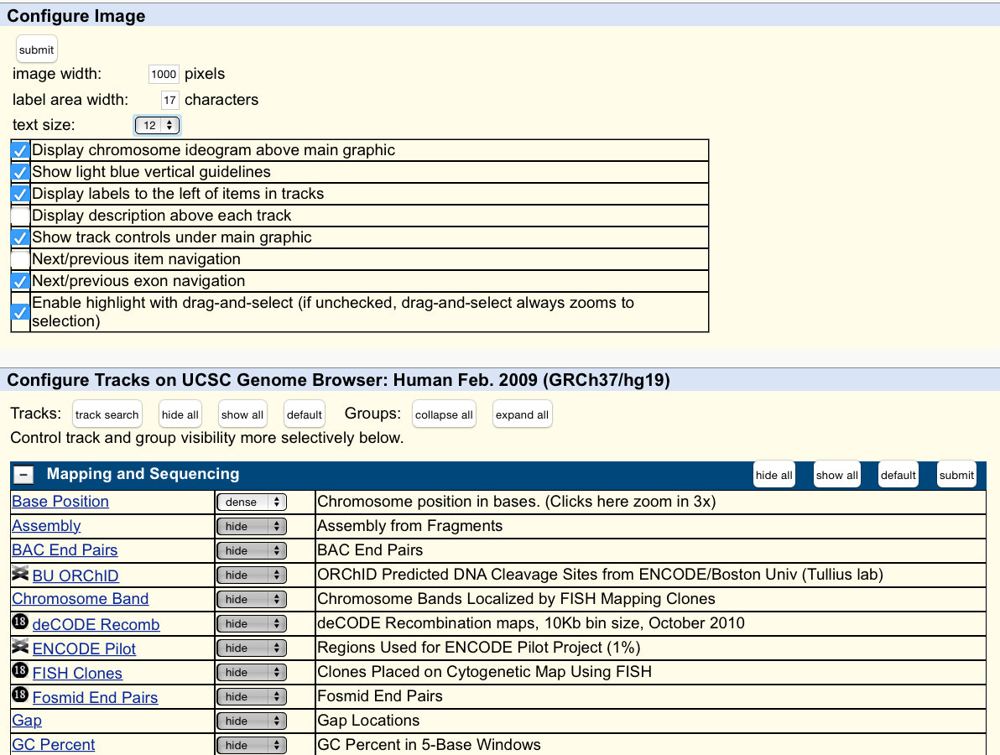 Configure Image
submit
image width: 1000 pixels
label area width: 17 characters
text size: 12
Display chromosome ideogram above main graphic
Show light blue vertical guidelines
Display labels to the left of items in tracks
Display description above each track
Show track controls under main graphic
Next/previous item navigation
Next/previous exon navigation
Enable highlight with drag-and-select (if unchecked, drag-and-select always zooms to
selection)
Configure Tracks on UCSC Genome Browser: Human Feb. 2009 (GRCh37/hg19)
Tracks: track search hide all show all default Groups: collapse all expand all
Control track and group visibility more selectively below.
− Mapping and Sequencing hide all show all default submit
Base Position dense Chromosome position in bases. (Clicks here zoom in 3x)
Assembly hide Assembly from Fragments
BAC End Pairs hide BAC End Pairs
BU ORChID hide ORChID Predicted DNA Cleavage Sites from ENCODE/Boston Univ (Tullius lab)
Chromosome Band hide Chromosome Bands Localized by FISH Mapping Clones
18 deCODE Recomb hide deCODE Recombination maps, 10Kb bin size, October 2010
ENCODE Pilot hide Regions Used for ENCODE Pilot Project (1%)
18 FISH Clones hide Clones Placed on Cytogenetic Map Using FISH
18 Fosmid End Pairs hide Fosmid End Pairs
Gap hide Gap Locations
GC Percent hide GC Percent in 5-Base Windows